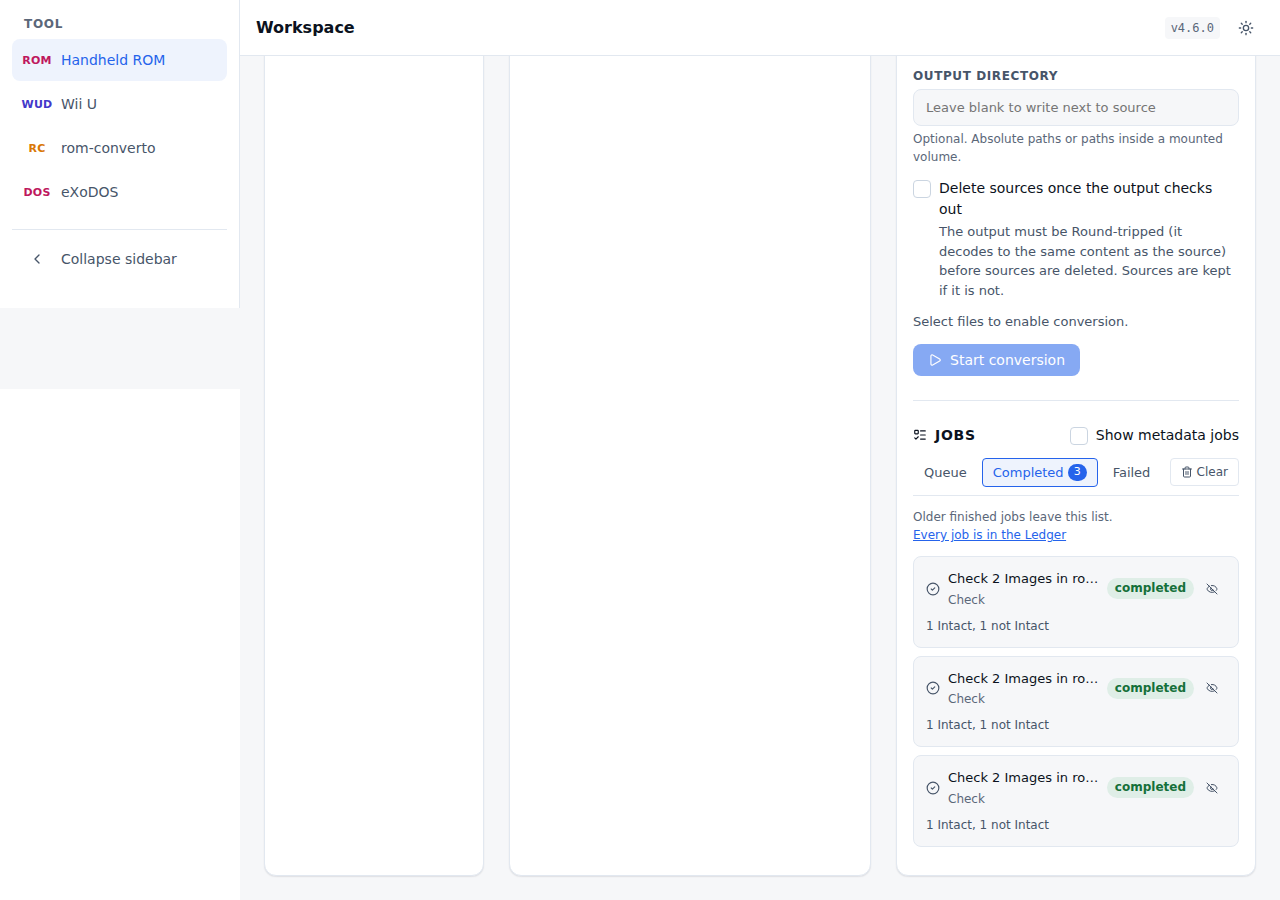 TOOL
ROM Handheld ROM
WUD Wii U
RC rom-converto
DOS eXoDOS
Collapse sidebar
Workspace
v4.6.0
OUTPUT DIRECTORY
Leave blank to write next to source
Optional. Absolute paths or paths inside a mounted
volume.
Delete sources once the output checks
out
The output must be Round-tripped (it
decodes to the same content as the source)
before sources are deleted. Sources are kept
if it is not.
Select files to enable conversion.
Start conversion
JOBS
Show metadata jobs
Queue
Completed 3
Failed
Clear
Older finished jobs leave this list.
Every job is in the Ledger
Check 2 Images in ro...
completed
Check
1 Intact, 1 not Intact
Check 2 Images in ro...
completed
Check
1 Intact, 1 not Intact
Check 2 Images in ro...
completed
Check
1 Intact, 1 not Intact